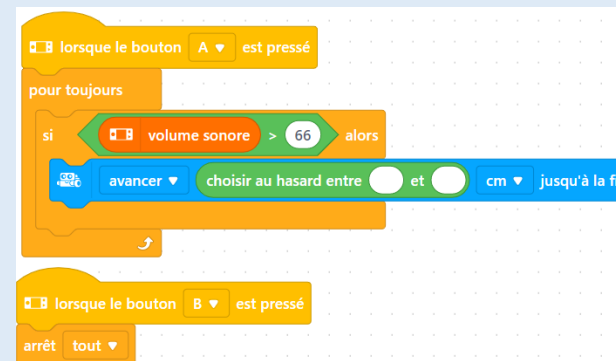 lorsque le bouton A est pressé
pour toujours
si volume sonore > 66 alors
avancer choisir au hasard entre et cm jusqu'à la
lorsque le bouton B est pressé
arrêt tout